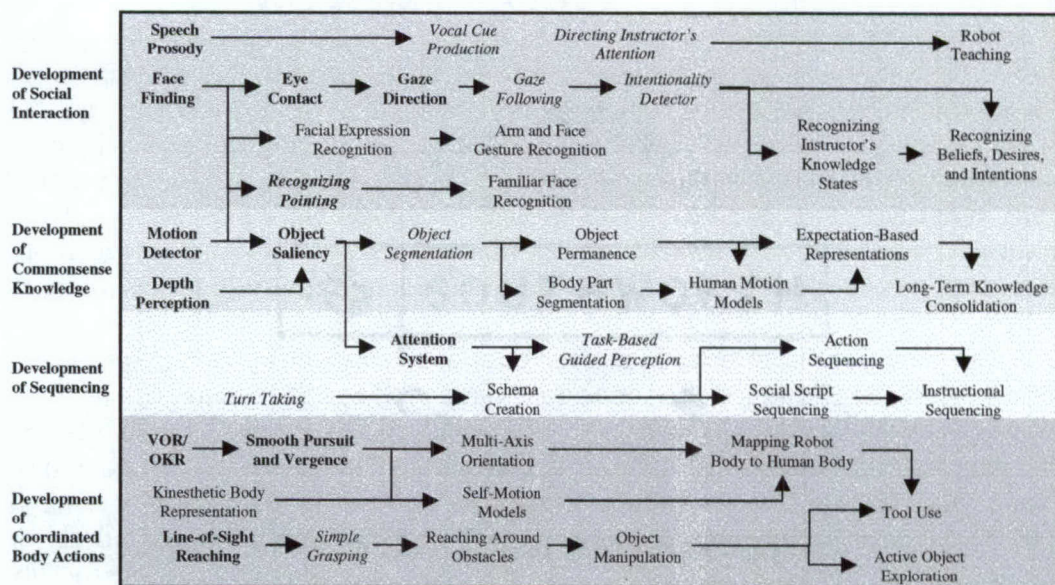 Speech
Prosody
Vocal Cue
Production
Directing Instructor's
Attention
Robot
Teaching
Development
of Social
Interaction
Face
Finding
Eye
Contact
Gaze
Direction
Gaze
Following
Intentionality
Detector
Facial Expression
Recognition
Arm and Face
Gesture Recognition
Recognizing
Instructor's
Knowledge
States
Recognizing
Beliefs, Desires,
and Intentions
Recognizing
Pointing
Familiar Face
Recognition
Development
of
Commonsense
Knowledge
Motion
Detector
Object
Saliency
Object
Segmentation
Object
Permanence
Expectation-Based
Representations
Depth
Perception
Body Part
Segmentation
Human Motion
Models
Long-Term Knowledge
Consolidation
Development
of Sequencing
Attention
System
Task-Based
Guided Perception
Action
Sequencing
Turn Taking
Schema
Creation
Social Script
Sequencing
Instructional
Sequencing
Development
of
Coordinated
Body Actions
VOR/
OKR
Smooth Pursuit
and Vergence
Multi-Axis
Orientation
Mapping Robot
Body to Human Body
Kinesthetic Body
Representation
Self-Motion
Models
Tool Use
Line-of-Sight
Reaching
Simple
Grasping
Reaching Around
Obstacles
Object
Manipulation
Active Object
Exploration